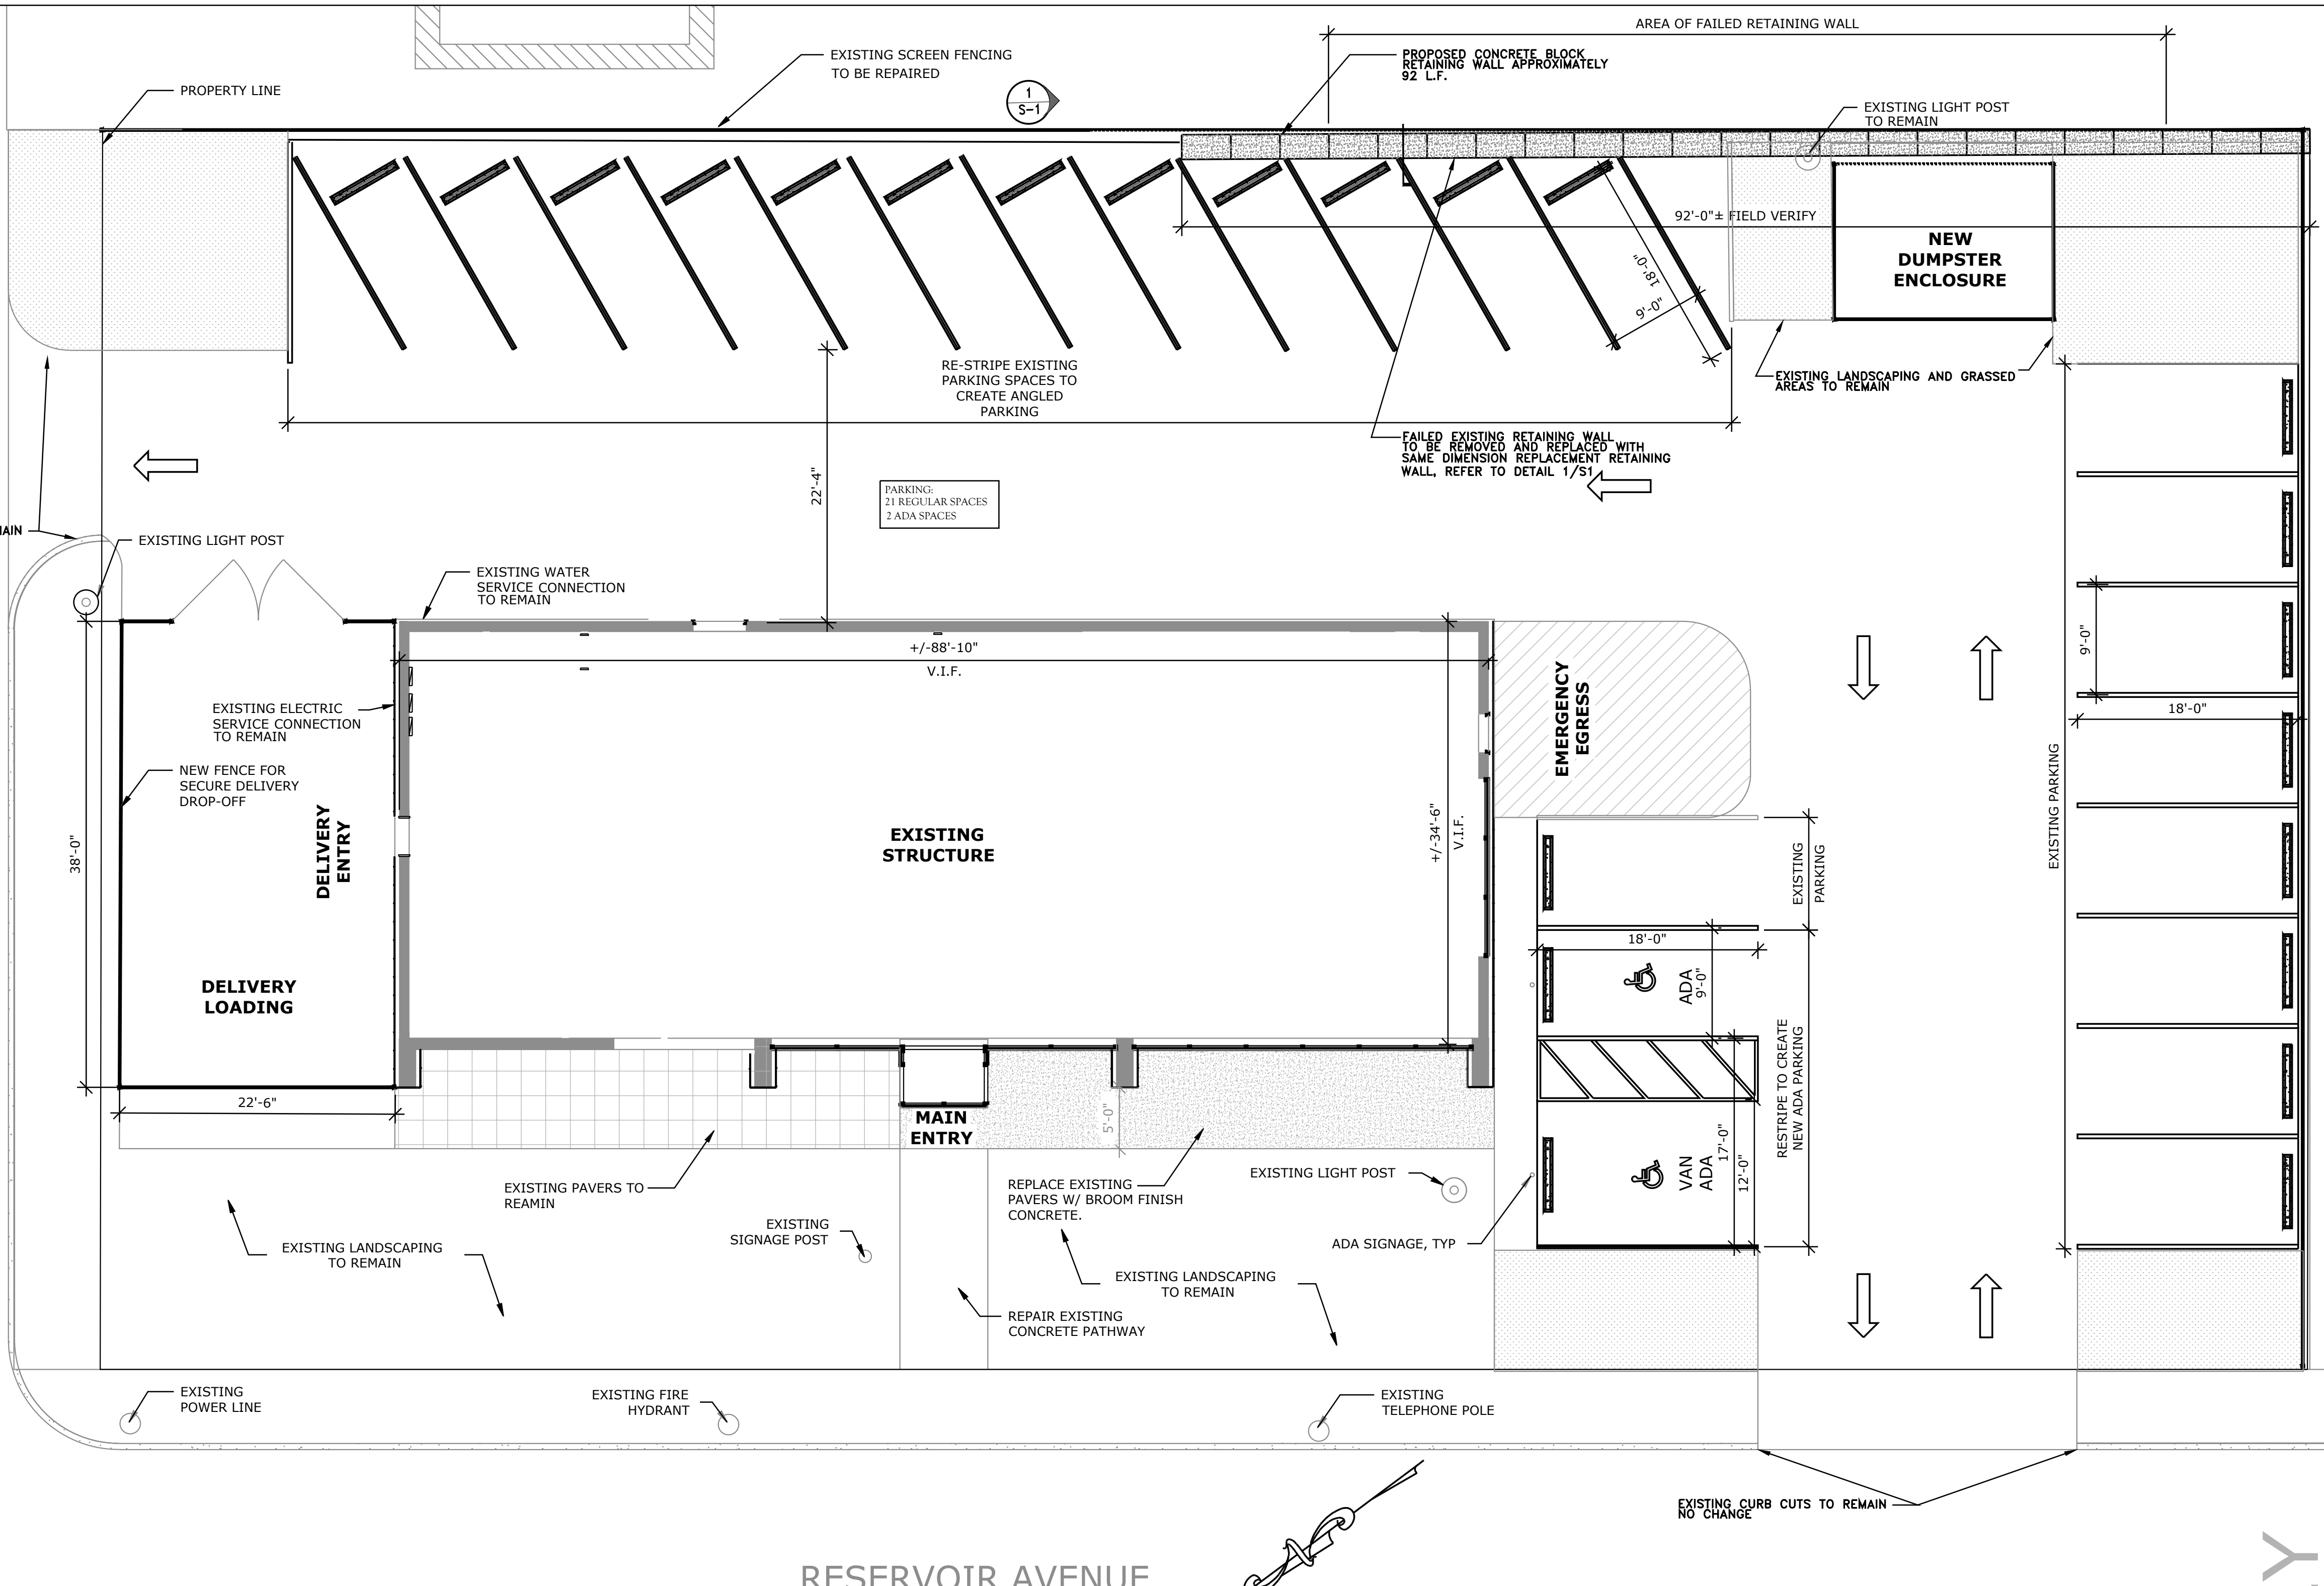 AREA OF FAILED RETAINING WALL
EXISTING SCREEN FENCING
TO BE REPAIRED
PROPOSED CONCRETE BLOCK
RETAINING WALL APPROXIMATELY
92 L.F.
PROPERTY LINE
1
S-1
EXISTING LIGHT POST
TO REMAIN
92'-0"± FIELD VERIFY
NEW
DUMPSTER
ENCLOSURE
18'-0"
9'-0"
RE-STRIPE EXISTING
PARKING SPACES TO
CREATE ANGLED
PARKING
EXISTING LANDSCAPING AND GRASSED
AREAS TO REMAIN
FAILED EXISTING RETAINING WALL
TO BE REMOVED AND REPLACED WITH
SAME DIMENSION REPLACEMENT RETAINING
WALL, REFER TO DETAIL 1/S1
22'-4"
PARKING:
21 REGULAR SPACES
2 ADA SPACES
AIN
EXISTING LIGHT POST
EXISTING WATER
SERVICE CONNECTION
TO REMAIN
+/-88'-10"
V.I.F.
EMERGENCY
EGRESS
9'-0"
18'-0"
EXISTING ELECTRIC
SERVICE CONNECTION
TO REMAIN
NEW FENCE FOR
SECURE DELIVERY
DROP-OFF
38'-0"
DELIVERY
ENTRY
EXISTING
STRUCTURE
+/-34'-6"
V.I.F.
EXISTING
PARKING
EXISTING PARKING
18'-0"
ADA
9'-0"
DELIVERY
LOADING
RESTRIPE TO CREATE
NEW ADA PARKING
22'-6"
MAIN
ENTRY
5'-0"
VAN
ADA
17'-0"
12'-0"
EXISTING PAVERS TO
REAMIN
REPLACE EXISTING
PAVERS W/ BROOM FINISH
CONCRETE.
EXISTING LIGHT POST
EXISTING
SIGNAGE POST
ADA SIGNAGE, TYP
EXISTING LANDSCAPING
TO REMAIN
EXISTING LANDSCAPING
TO REMAIN
REPAIR EXISTING
CONCRETE PATHWAY
EXISTING
POWER LINE
EXISTING FIRE
HYDRANT
EXISTING
TELEPHONE POLE
EXISTING CURB CUTS TO REMAIN
NO CHANGE
RESERVOIR AVENUE
Y